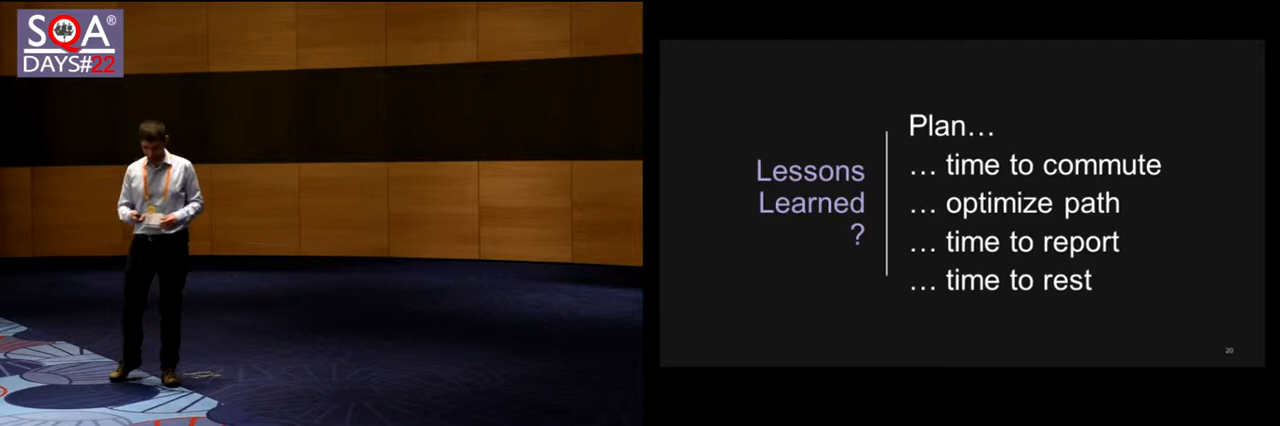 SQA®
DAYS#22
Lessons
Learned
?
Plan…
… time to commute
… optimize path
… time to report
… time to rest
20